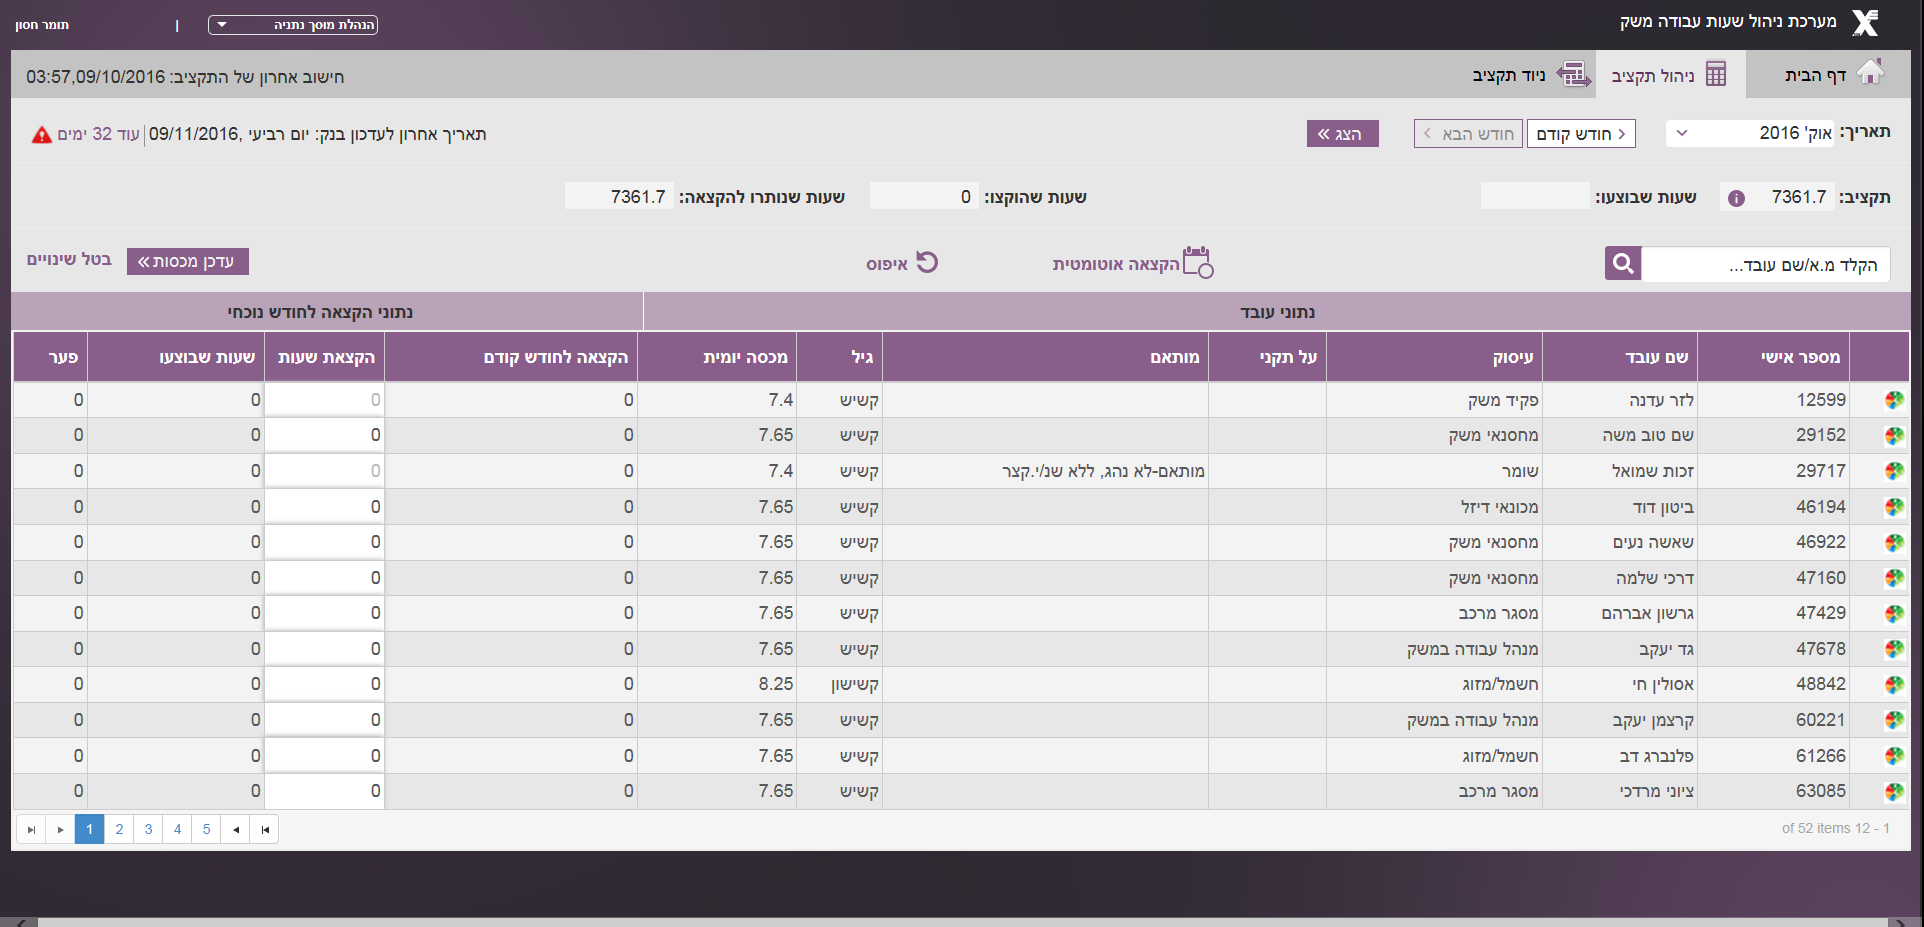 מערכת ניהול שעות עבודה משק
הנהלת מוסך נתניה
|
תומר חסון
דף הבית
ניהול תקציב
ניוד תקציב
חישוב אחרון של התקציב: 03:57,09/10/2016
תאריך: אוק' 2016
חודש קודם
חודש הבא
הצג »
תאריך אחרון לעדכון בנק: יום רביעי ,09/11/2016| עוד 32 ימים
תקציב: 7361.7
שעות שבוצעו:
שעות שהוקצו: 0
שעות שנותרו להקצאה: 7361.7
הקלד מ.א/שם עובד...
הקצאה אוטומטית
איפוס
עדכן מכסות »
בטל שינויים
נתוני עובד
נתוני הקצאה לחודש נוכחי
מספר אישי שם עובד עיסוק על תקני מותאם גיל מכסה יומית הקצאה לחודש קודם הקצאת שעות שעות שבוצעו פער
12599 לזר עדנה פקיד משק קשיש 7.4 0 0 0 0
29152 שם טוב משה מחסנאי משק קשיש 7.65 0 0 0 0
29717 זכות שמואל שומר מותאם-לא נהג, ללא שנ/י.קצר קשיש 7.4 0 0 0 0
46194 ביטון דוד מכונאי דיזל קשיש 7.65 0 0 0 0
46922 שאשה נעים מחסנאי משק קשיש 7.65 0 0 0 0
47160 דרכי שלמה מחסנאי משק קשיש 7.65 0 0 0 0
47429 גרשון אברהם מסגר מרכב קשיש 7.65 0 0 0 0
47678 גד יעקב מנהל עבודה במשק קשיש 7.65 0 0 0 0
48842 אסולין חי חשמל/מזוג קשישון 8.25 0 0 0 0
60221 קרצמן יעקב מנהל עבודה במשק קשיש 7.65 0 0 0 0
61266 פלנברג דב חשמל/מזוג קשיש 7.65 0 0 0 0
63085 ציוני מרדכי מסגר מרכב קשיש 7.65 0 0 0 0
1 2 3 4 5
of 52 items 12 - 1